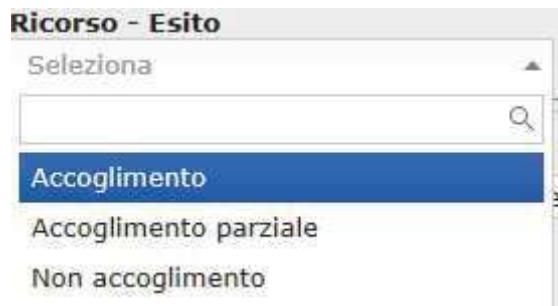 Ricorso - Esito
Seleziona
Accoglimento
Accoglimento parziale
Non accoglimento